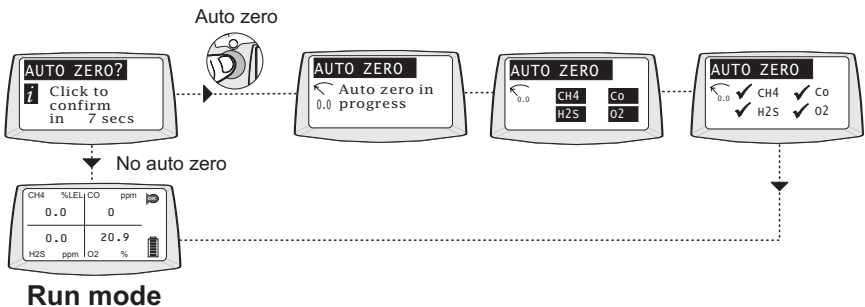 Auto zero
AUTO ZERO?
i Click to
confirm
in 7 secs
AUTO ZERO
Auto zero in
0.0 progress
AUTO ZERO
0.0 CH4 Co
H2S O2
AUTO ZERO
0.0 CH4 Co
H2S O2
No auto zero
CH4 %LEL CO ppm
0.0 0
0.0 20.9
H2S ppm O2 %
Run mode